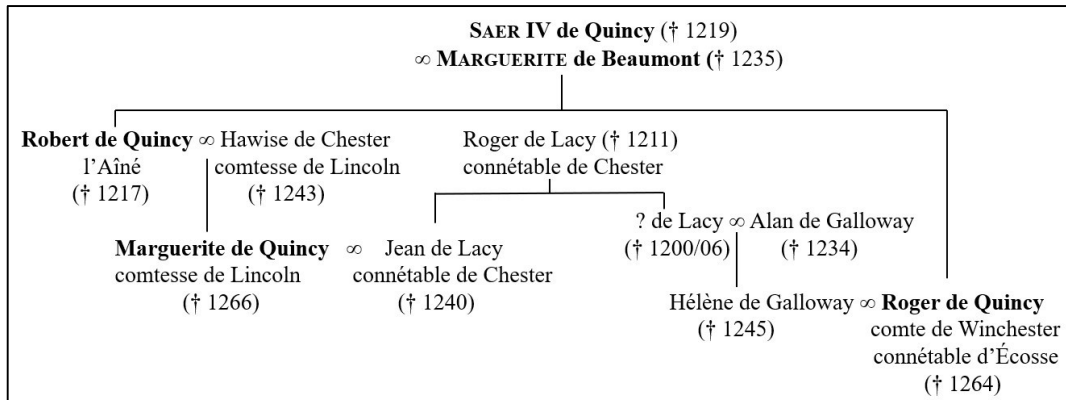 SAER IV de Quincy († 1219)
∞ MARGUERITE de Beaumont († 1235)
Robert de Quincy ∞ Hawise de Chester
l’Aîné comtesse de Lincoln
(† 1217) († 1243)
Roger de Lacy († 1211)
connétable de Chester
? de Lacy ∞ Alan de Galloway
(† 1200/06) († 1234)
Marguerite de Quincy ∞ Jean de Lacy
comtesse de Lincoln connétable de Chester
(† 1266) († 1240)
Hélène de Galloway ∞ Roger de Quincy
(† 1245) comte de Winchester
connétable d’Écosse
(† 1264)